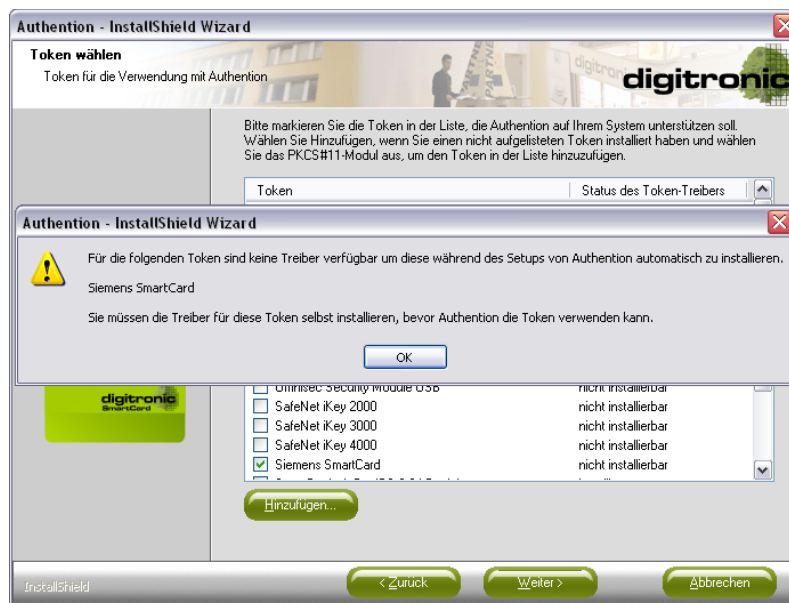 Authention - InstallShield Wizard
Token wählen
Token für die Verwendung mit Authention
digitronic
Bitte markieren Sie die Token in der Liste, die Authention auf Ihrem System unterstützen soll.
Wählen Sie Hinzufügen, wenn Sie einen nicht aufgelisteten Token installiert haben und wählen
Sie das PKCS#11-Modul aus, um den Token in der Liste hinzuzufügen.
Token Status des Token-Treibers
Authention - InstallShield Wizard
Für die folgenden Token sind keine Treiber verfügbar um diese während des Setups von Authention automatisch zu installieren.
Siemens SmartCard
Sie müssen die Treiber für diese Token selbst installieren, bevor Authention die Token verwenden kann.
OK
digitronic
SmartCard
Omnisec Security Module USB nicht installierbar
SafeNet iKey 2000 nicht installierbar
SafeNet iKey 3000 nicht installierbar
SafeNet iKey 4000 nicht installierbar
Siemens SmartCard nicht installierbar
Hinzufügen...
InstallShield
< Zurück
Weiter >
Abbrechen